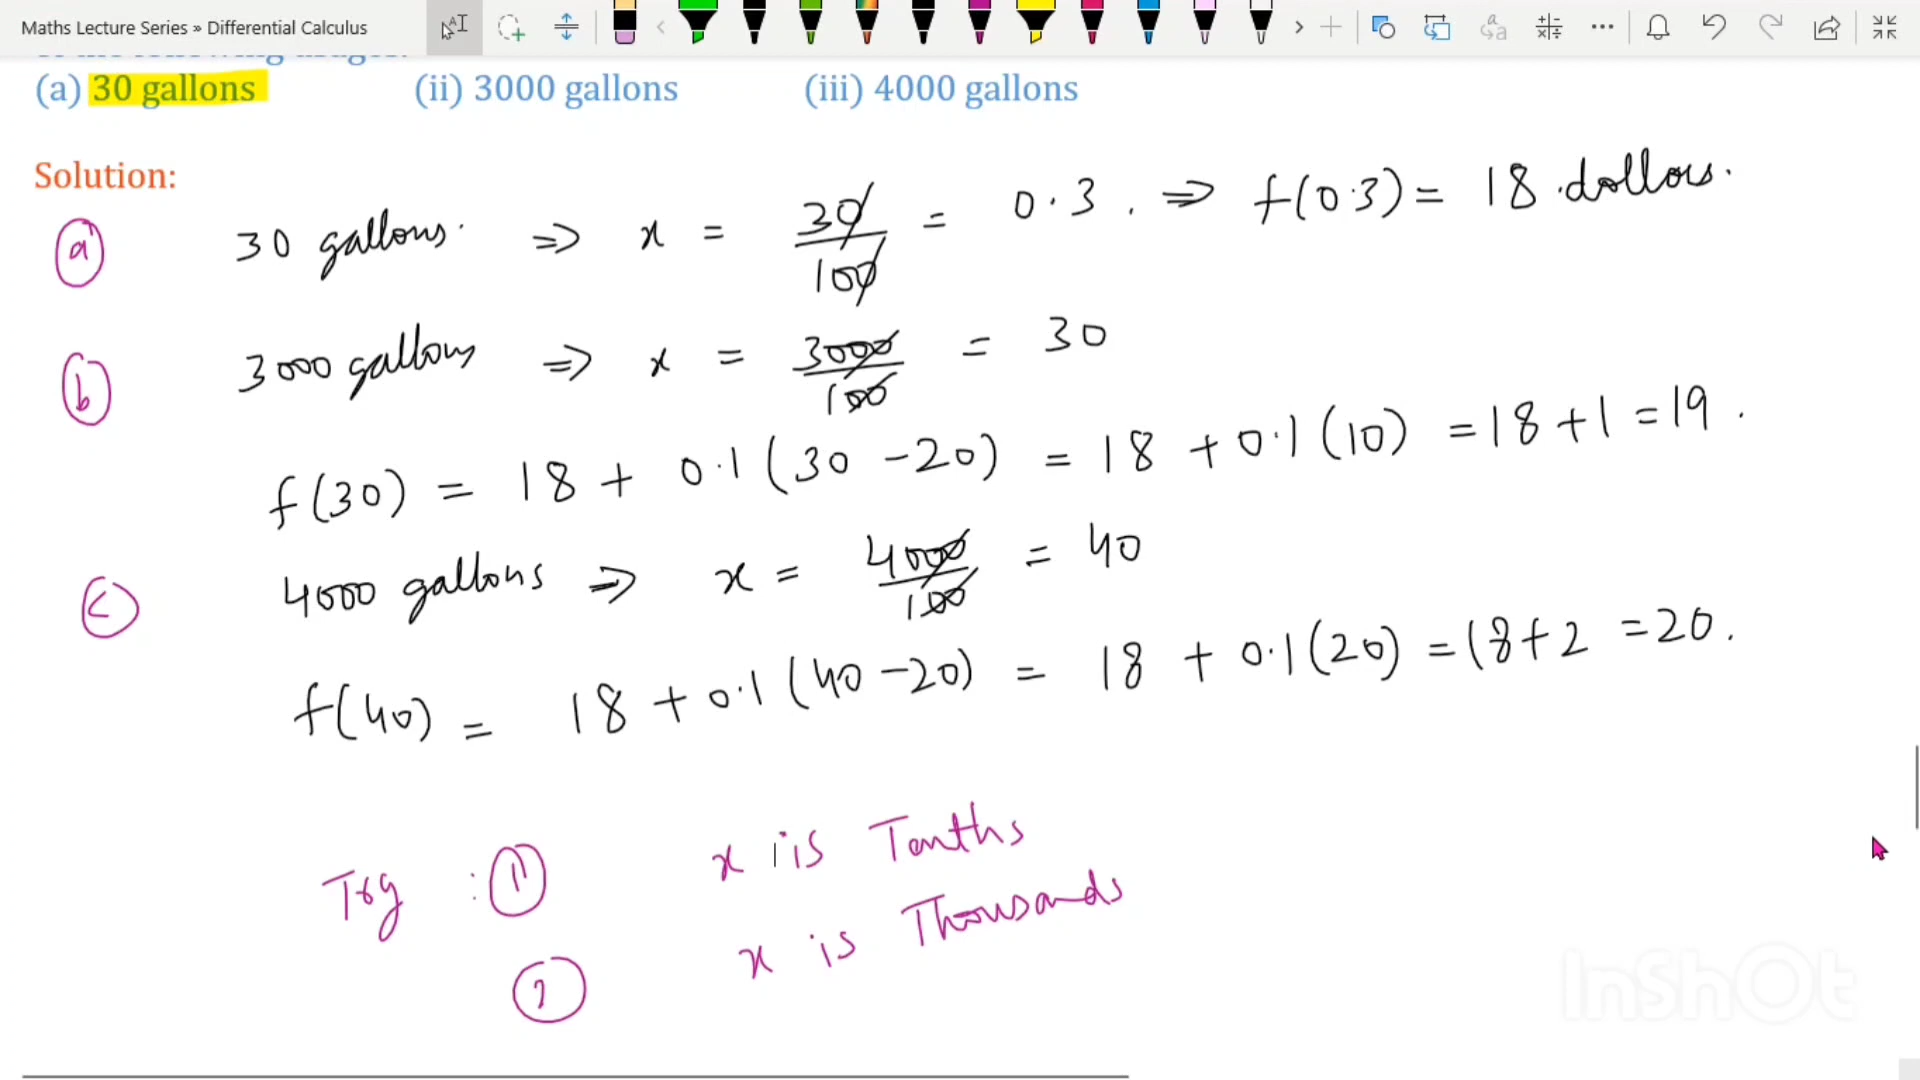 Maths Lecture Series » Differential Calculus
(a) 30 gallons (ii) 3000 gallons (iii) 4000 gallons
Solution:
(a) 30 gallons. ⇒ x = 30/100 = 0.3. ⇒ f(0.3) = 18 dollars.
(b) 3000 gallons ⇒ x = 3000/100 = 30
f(30) = 18 + 0.1(30 - 20) = 18 + 0.1(10) = 18 + 1 = 19.
(c) 4000 gallons ⇒ x = 4000/100 = 40
f(40) = 18 + 0.1(40 - 20) = 18 + 0.1(20) = 18 + 2 = 20.
Try : (1) x is Tenths
(2) x is Thousands
InShOt